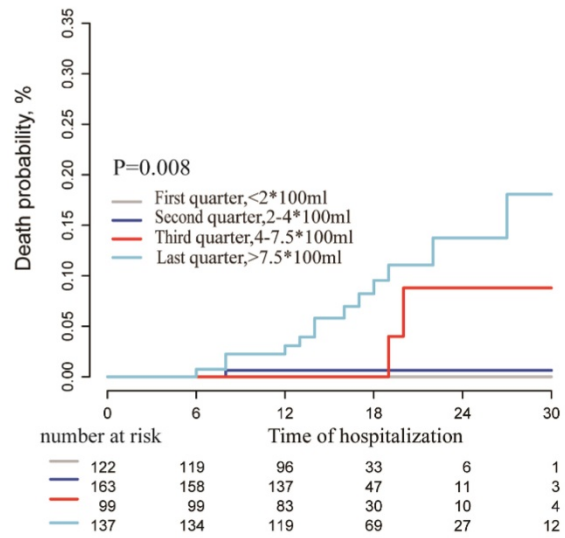 Death probability, %
0.35
0.30
0.25
0.20
0.15
0.10
0.05
0.00
P=0.008
First quarter,<2*100ml
Second quarter,2-4*100ml
Third quarter,4-7.5*100ml
Last quarter,>7.5*100ml
0 6 12 18 24 30
number at risk Time of hospitalization
122 119 96 33 6 1
163 158 137 47 11 3
99 99 83 30 10 4
137 134 119 69 27 12